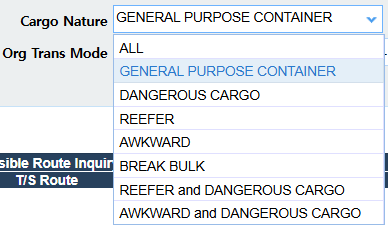 Cargo Nature GENERAL PURPOSE CONTAINER
ALL
Org Trans Mode
GENERAL PURPOSE CONTAINER
DANGEROUS CARGO
REEFER
AWKWARD
sible Route Inquir
BREAK BULK
T/S Route
REEFER and DANGEROUS CARGO
AWKWARD and DANGEROUS CARGO